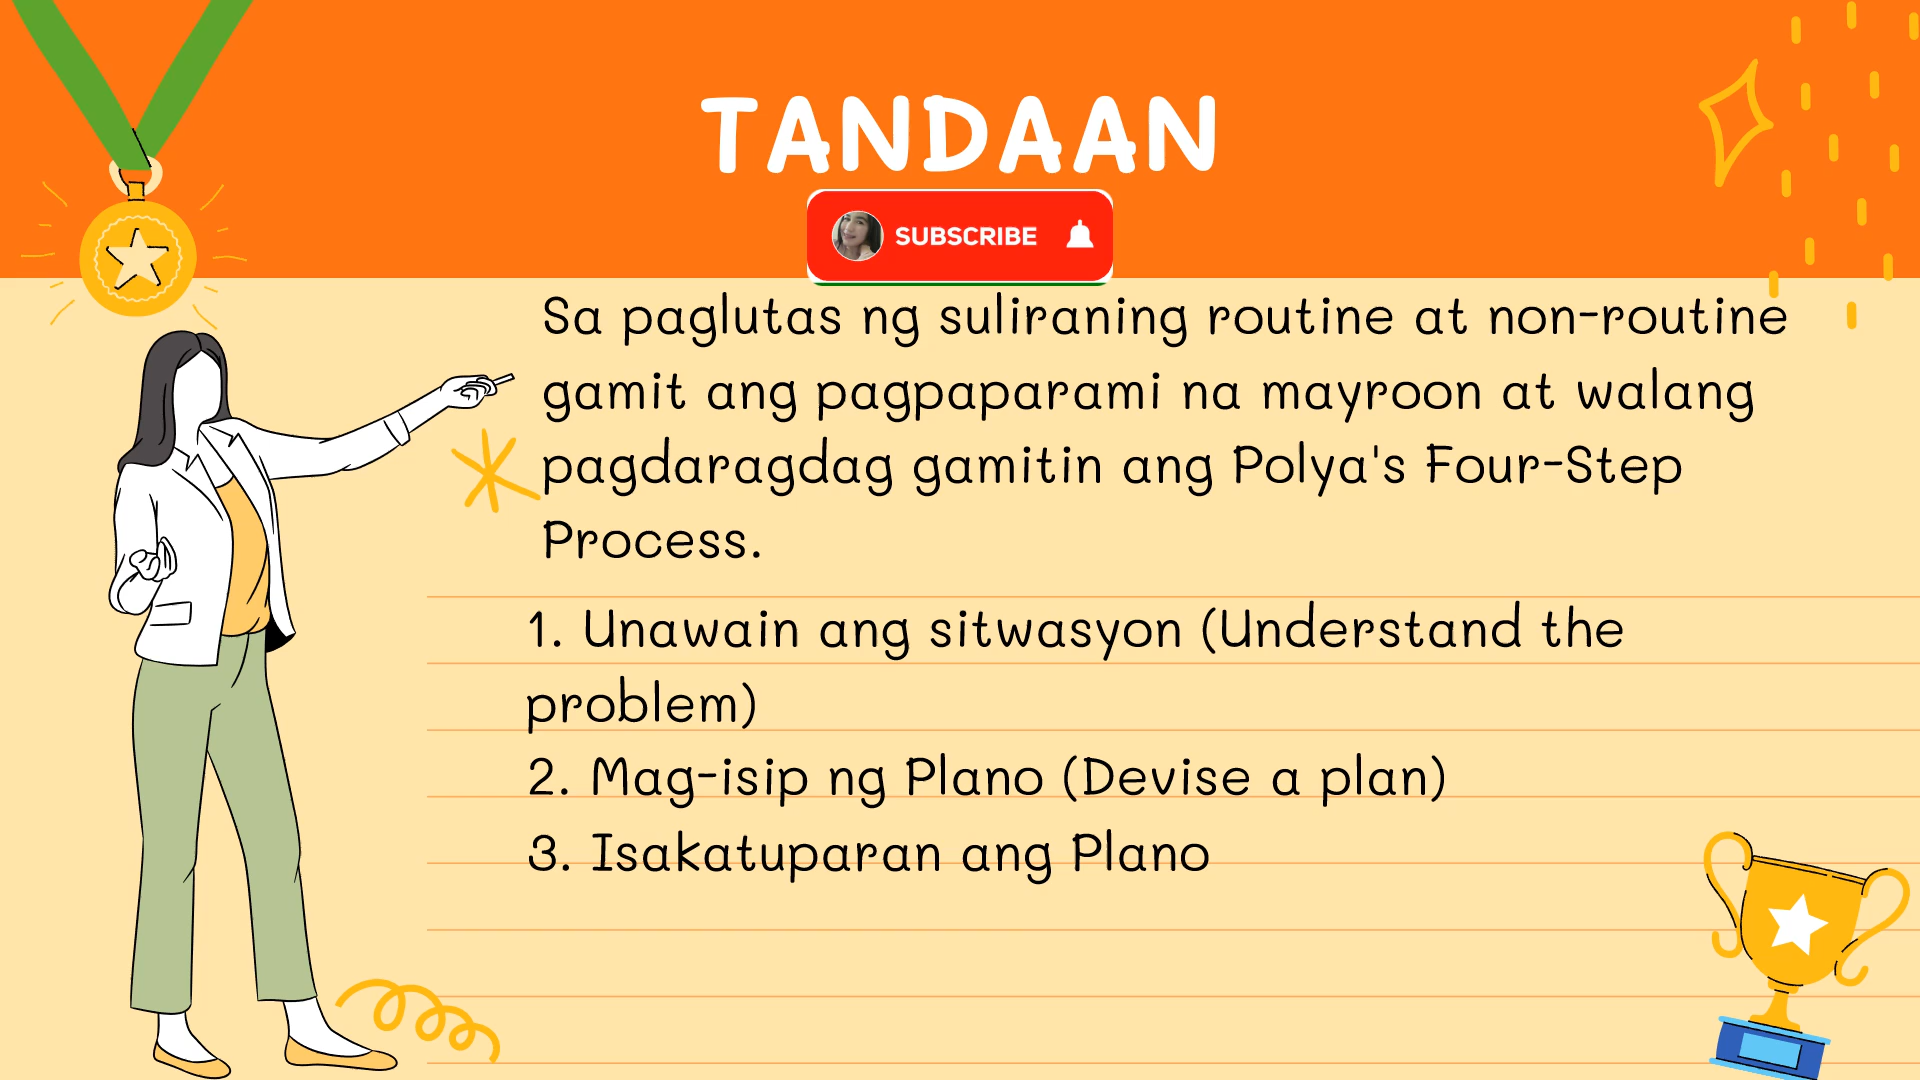 TANDAAN
SUBSCRIBE
Sa paglutas ng suliraning routine at non-routine
gamit ang pagpaparami na mayroon at walang
pagdaragdag gamitin ang Polya's Four-Step
Process.
1. Unawain ang sitwasyon (Understand the
problem)
2. Mag-isip ng Plano (Devise a plan)
3. Isakatuparan ang Plano